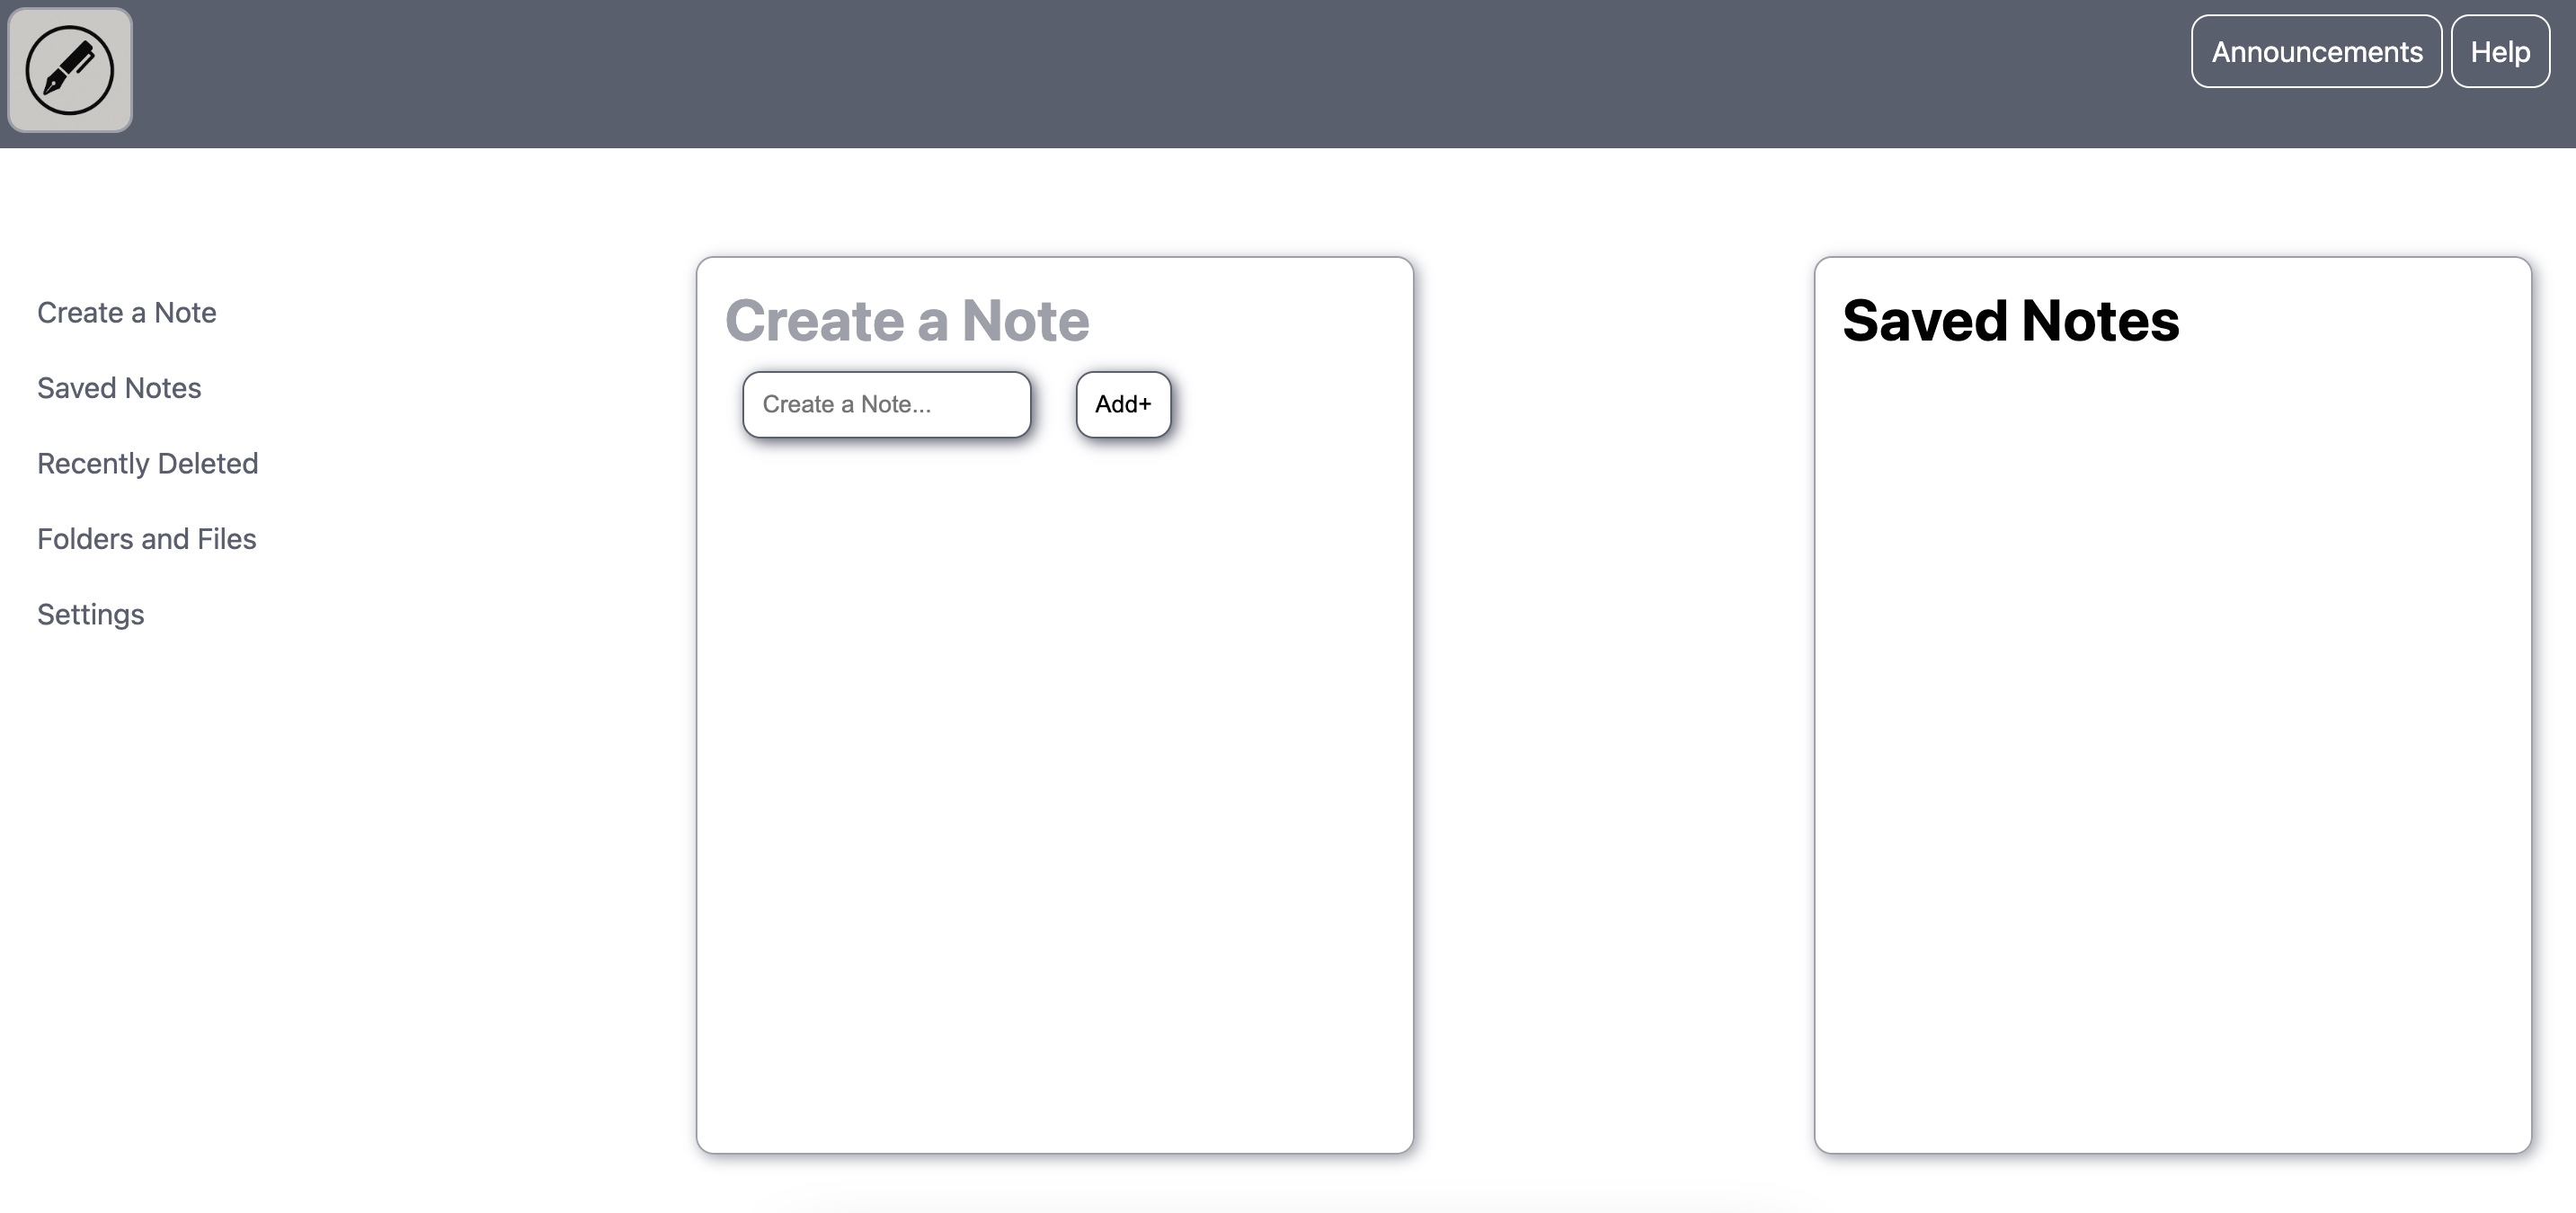 Announcements
Help
Create a Note
Saved Notes
Recently Deleted
Folders and Files
Settings
Create a Note
Create a Note...
Add+
Saved Notes